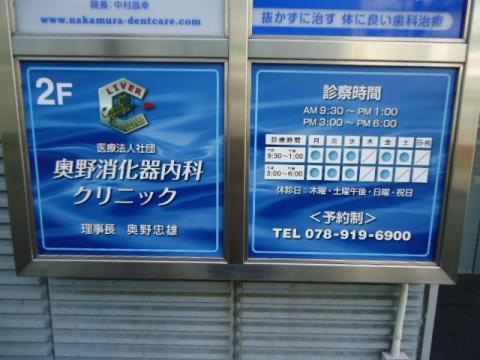 院長：中村昌幸
www.nakamura-dentcare.com
抜かずに治す 体に良い歯科治療
2F
LIVER
医療法人社団
奥野消化器内科
クリニック
理事長 奥野忠雄
診察時間
AM 9:30 〜 PM 1:00
PM 3:00 〜 PM 6:00
診療時間 月 火 水 木 金 土 日・祝
9:30〜1:00
3:00〜6:00
休診日：木曜・土曜午後・日曜・祝日
＜予約制＞
TEL 078-919-6900